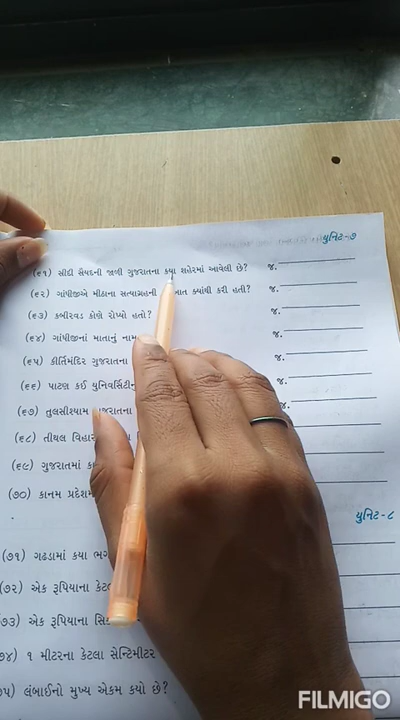 યુનિટ-૭
(૬૧) સીદી સૈયદની જાળી ગુજરાતના કયા શહેરમાં આવેલી છે? જ.
(૬૨) ગાંધીજીએ મીઠાના સત્યાગ્રહની ક્યાંથી કરી હતી? જ.
(૬૩) કબીરવડ કોણે રોપ્યો હતો? જ.
(૬૪) ગાંધીજીનાં માતાનું નામ જ.
(૬૫) કીર્તિમંદિર ગુજરાતના જ.
(૬૬) પાટણ કઈ યુનિવર્સિટીનું જ.
(૬૭) તુલસીશ્યામ ગુજરાતના જ.
(૬૮) તીથલ વિહાર
(૬૯) ગુજરાતમાં
(૭૦) કાનમ પ્રદેશમાં
યુનિટ-૮
(૭૧) ગઢડામાં કયા
(૭૨) એક રૂપિયાના
(૭૩) એક રૂપિયાના
૭૪) ૧ મીટરના કેટલા સેન્ટિમીટર
૭૫) લંબાઈનો મુખ્ય એકમ કયો છે?
FILMIGO